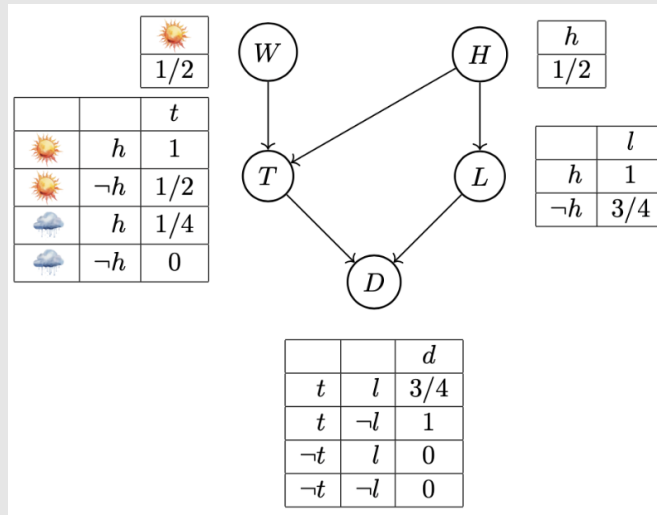 W
H
h
1/2
1/2
t
h 1
¬h 1/2
h 1/4
¬h 0
T
L
l
h 1
¬h 3/4
D
d
t l 3/4
t ¬l 1
¬t l 0
¬t ¬l 0